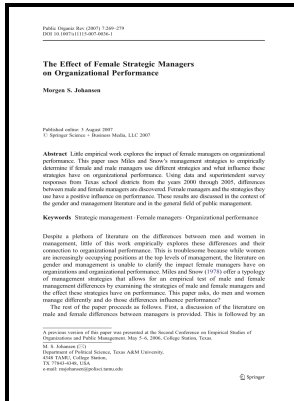 Public Organiz Rev (2007) 7:269–279
DOI 10.1007/s11115-007-0036-1
The Effect of Female Strategic Managers
on Organizational Performance
Morgen S. Johansen
Published online: 3 August 2007
© Springer Science + Business Media, LLC 2007
Abstract Little empirical work explores the impact of female managers on organizational
performance. This paper uses Miles and Snow's management strategies to empirically
determine if female and male managers use different strategies and what influence these
strategies have on organizational performance. Using data and superintendent survey
responses from Texas school districts from the years 2000 through 2005, differences
between male and female managers are discovered. Female managers and the strategies they
use have a positive influence on performance. These results are discussed in the context of
the gender and management literature and in the general field of public management.
Keywords Strategic management · Female managers · Organizational performance
Despite a plethora of literature on the differences between men and women in
management, little of this work empirically explores these differences and their
connection to organizational performance. This is troublesome because while women
are increasingly occupying positions at the top levels of management, the literature on
gender and management is unable to clarify the impact female managers have on
organizations and organizational performance. Miles and Snow (1978) offer a typology
of management strategies that allows for an empirical test of male and female
management differences by examining the strategies of male and female managers and
the effect these strategies have on performance. This paper asks, do men and women
manage differently and do these differences influence performance?
The rest of the paper proceeds as follows. First, a discussion of the literature on
male and female differences between managers is provided. This is followed by an
A previous version of this paper was presented at the Second Conference on Empirical Studies of
Organizations and Public Management. May 5–6, 2006, College Station, Texas.
M. S. Johansen
Department of Political Science, Texas A&M University,
4348 TAMU, College Station,
TX 77843-4348, USA
e-mail: msjohansen@polisci.tamu.edu
Springer